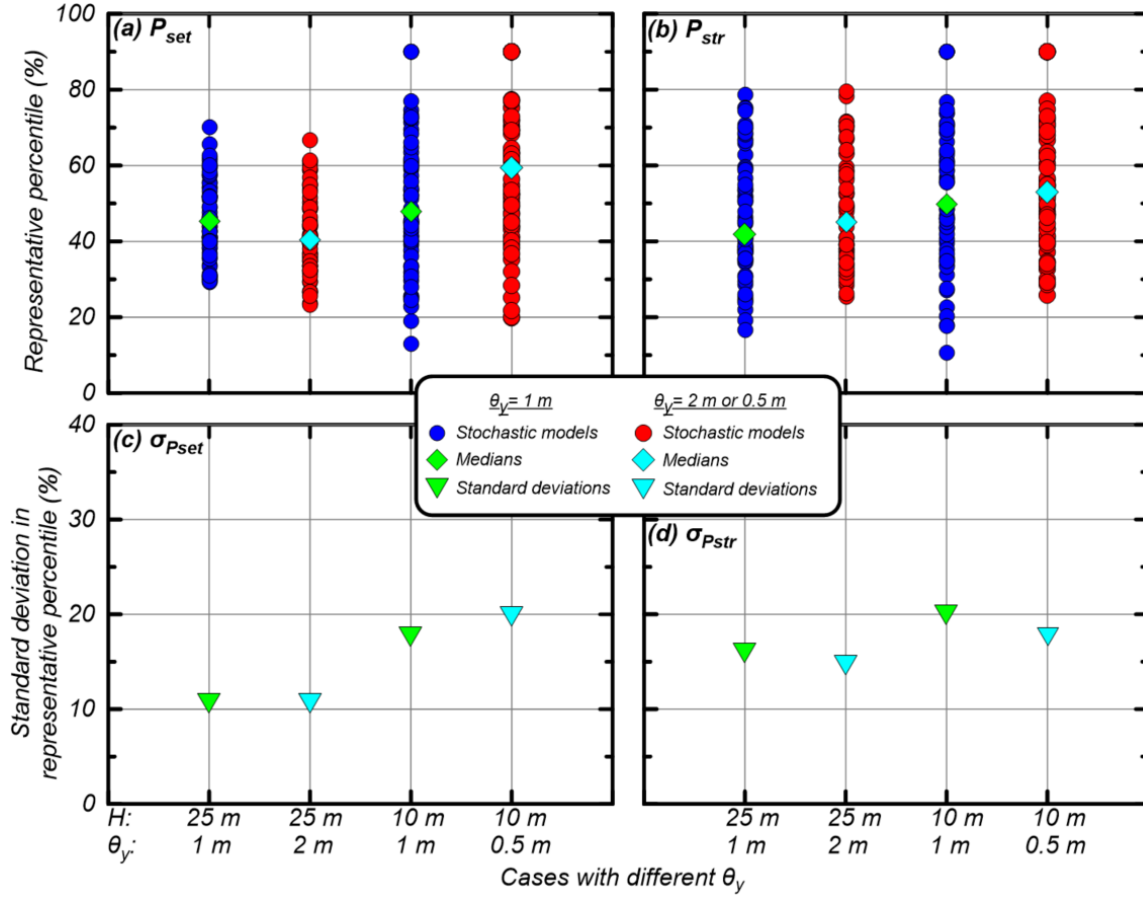 (a) Pset
(b) Pstr
100
80
60
40
20
0
Representative percentile (%)
θy= 1 m
θy= 2 m or 0.5 m
Stochastic models
Stochastic models
Medians
Medians
Standard deviations
Standard deviations
(c) σPset
(d) σPstr
40
30
20
10
0
Standard deviation in
representative percentile (%)
H: 25 m 25 m 10 m 10 m 25 m 25 m 10 m 10 m
θy: 1 m 2 m 1 m 0.5 m 1 m 2 m 1 m 0.5 m
Cases with different θy